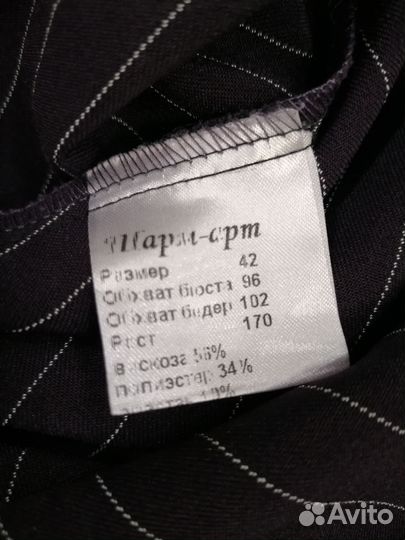 Шарм-арт
Размер 42
Обхват бюста 96
Обхват бедер 102
Рост 170
вискоза 56%
полиэстер 34%
Avito